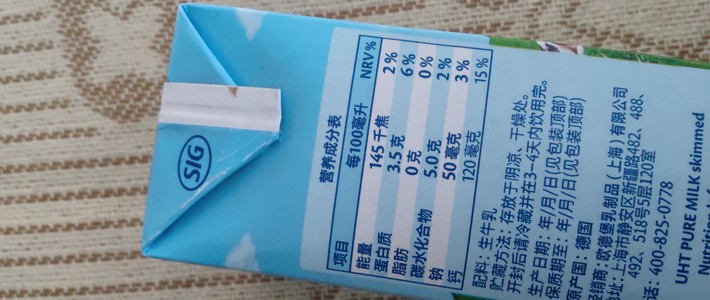 SIG
营养成分表
项目 每100毫升 NRV%
能量 145千焦 2%
蛋白质 3.5克 6%
脂肪 0克 0%
碳水化合物 5.0克 2%
钠 50毫克 3%
钙 120毫克 15%
配料：生牛乳
贮藏方法：存放于阴凉、干燥处。
开封后请冷藏并在3~4天内饮用完。
生产日期：年/月/日(见包装顶部)
保质期至：年/月/日(见包装顶部)
原产国：德国
销商：欧德堡乳制品(上海)有限公司
地址：上海市静安区新疆路482、488、
492、518号5层120室
话：400-825-0778
UHT PURE MILK skimmed